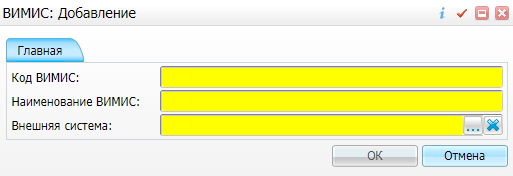 ВИМИС: Добавление
Главная
Код ВИМИС:
Наименование ВИМИС:
Внешняя система:
...
ОК Отмена